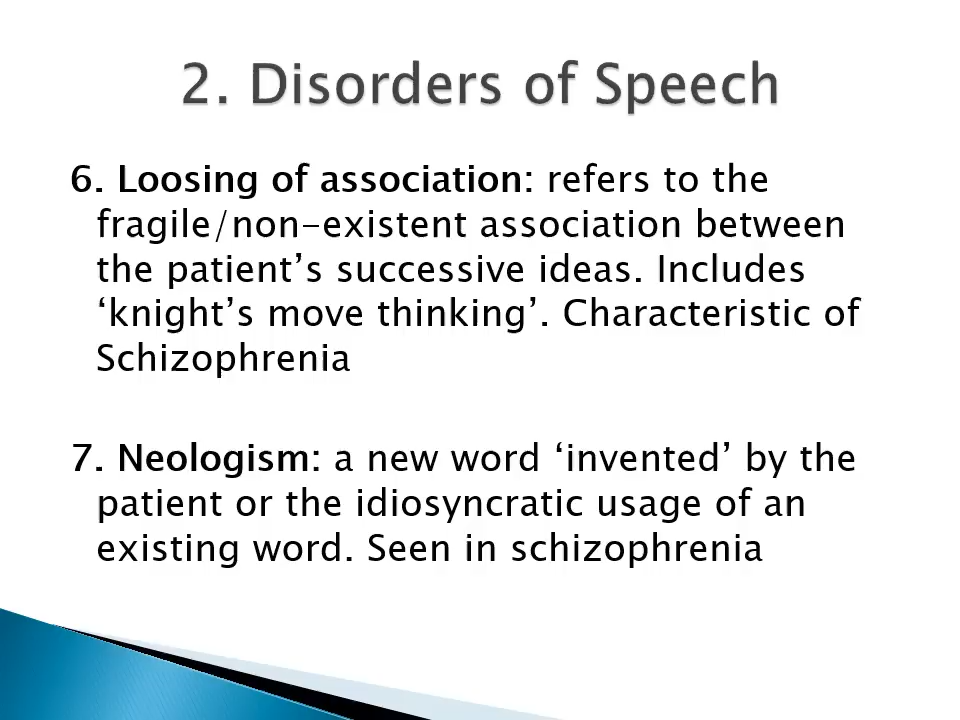 2. Disorders of Speech
6. Loosing of association: refers to the
fragile/non-existent association between
the patient’s successive ideas. Includes
‘knight’s move thinking’. Characteristic of
Schizophrenia
7. Neologism: a new word ‘invented’ by the
patient or the idiosyncratic usage of an
existing word. Seen in schizophrenia